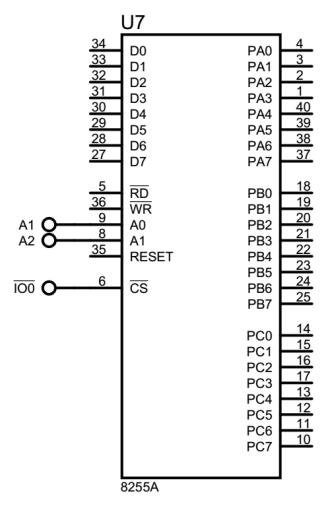 U7
34 D0 PA0 4
33 D1 PA1 3
32 D2 PA2 2
31 D3 PA3 1
30 D4 PA4 40
29 D5 PA5 39
28 D6 PA6 38
27 D7 PA7 37
5 R̅D̅ PB0 18
36 W̅R̅ PB1 19
A1 9 A0 PB2 20
A2 8 A1 PB3 21
35 RESET PB4 22
PB5 23
I̅O̅0̅ 6 C̅S̅ PB6 24
PB7 25
PC0 14
PC1 15
PC2 16
PC3 17
PC4 13
PC5 12
PC6 11
PC7 10
8255A